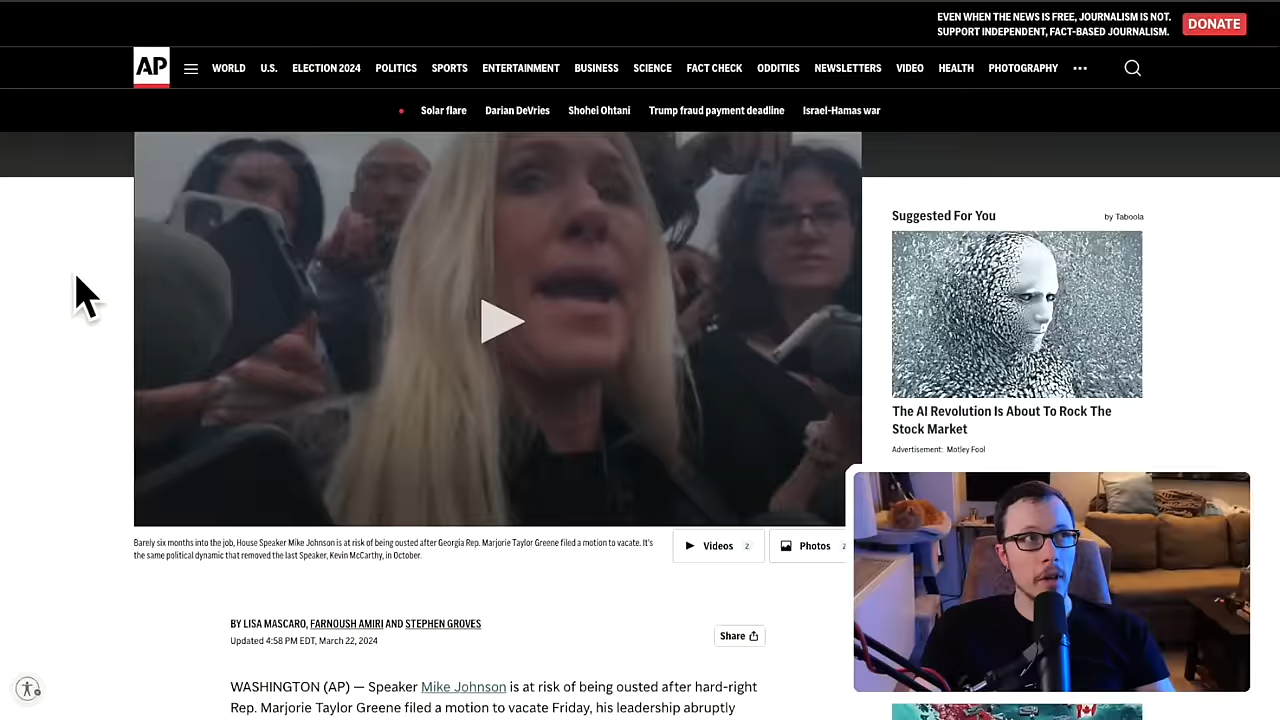 EVEN WHEN THE NEWS IS FREE, JOURNALISM IS NOT.
SUPPORT INDEPENDENT, FACT-BASED JOURNALISM.
DONATE
AP
WORLD U.S. ELECTION 2024 POLITICS SPORTS ENTERTAINMENT BUSINESS SCIENCE FACT CHECK ODDITIES NEWSLETTERS VIDEO HEALTH PHOTOGRAPHY
Solar flare Darian DeVries Shohei Ohtani Trump fraud payment deadline Israel-Hamas war
Suggested For You by Taboola
The AI Revolution Is About To Rock The
Stock Market
Advertisement: Motley Fool
Barely six months into the job, House Speaker Mike Johnson is at risk of being ousted after Georgia Rep. Marjorie Taylor Greene filed a motion to vacate. It's
the same political dynamic that removed the last Speaker, Kevin McCarthy, in October.
Videos 2 Photos
BY LISA MASCARO, FARNOUSH AMIRI AND STEPHEN GROVES
Updated 4:58 PM EDT, March 22, 2024
Share
WASHINGTON (AP) — Speaker Mike Johnson is at risk of being ousted after hard-right
Rep. Marjorie Taylor Greene filed a motion to vacate Friday, his leadership abruptly